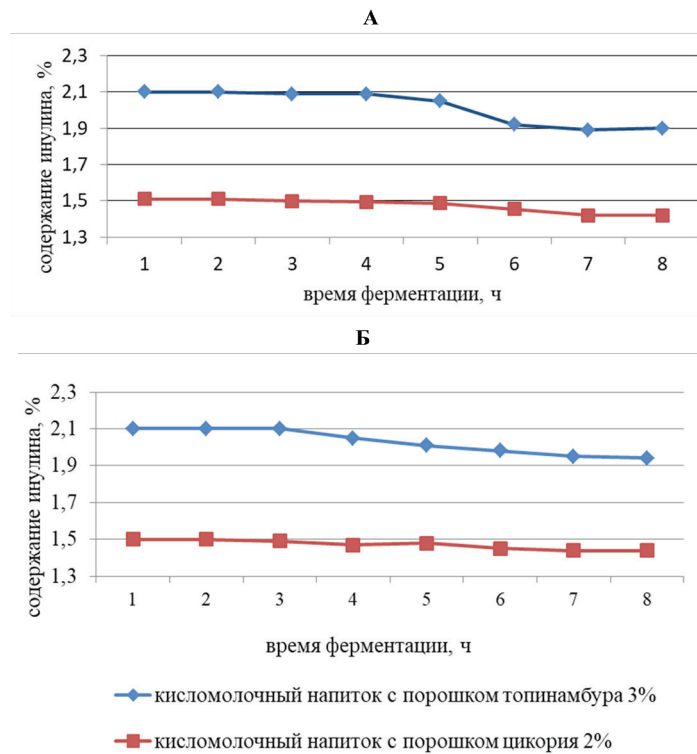 А
содержание инулина, %
2,3
2,1
1,9
1,7
1,5
1,3
1 2 3 4 5 6 7 8
время ферментации, ч
Б
содержание инулина, %
2,3
2,1
1,9
1,7
1,5
1,3
1 2 3 4 5 6 7 8
время ферментации, ч
кисломолочный напиток с порошком топинамбура 3%
кисломолочный напиток с порошком цикория 2%